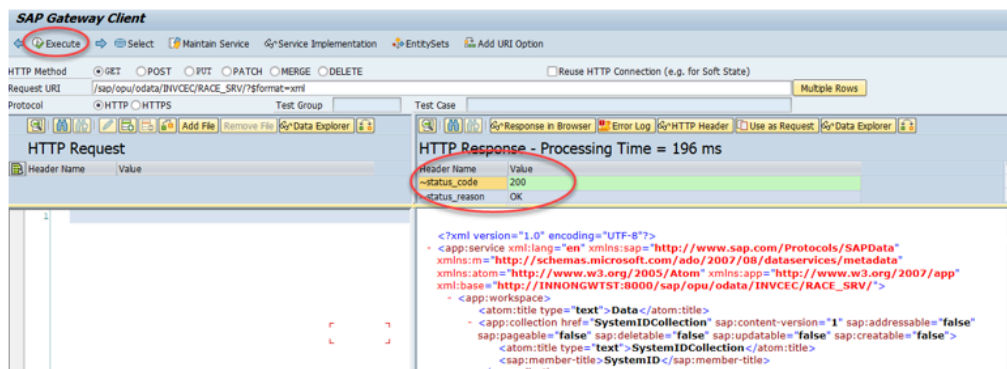 SAP Gateway Client
Execute Select Maintain Service Service Implementation EntitySets Add URI Option
HTTP Method GET POST PUT PATCH MERGE DELETE Reuse HTTP Connection (e.g. for Soft State)
Request URI /sap/opu/odata/INVCEC/RACE_SRV/?$format=xml Multiple Rows
Protocol HTTP HTTPS Test Group Test Case
Add File Remove File Data Explorer Response in Browser Error Log HTTP Header Use as Request Data Explorer
HTTP Request HTTP Response - Processing Time = 196 ms
Header Name Value Header Name Value
~status_code 200
~status_reason OK
1
<?xml version="1.0" encoding="UTF-8"?>
- <app:service xml:lang="en" xmlns:sap="http://www.sap.com/Protocols/SAPData"
xmlns:m="http://schemas.microsoft.com/ado/2007/08/dataservices/metadata"
xmlns:atom="http://www.w3.org/2005/Atom" xmlns:app="http://www.w3.org/2007/app"
xml:base="http://INNONGWTST:8000/sap/opu/odata/INVCEC/RACE_SRV/">
- <app:workspace>
<atom:title type="text">Data</atom:title>
- <app:collection href="SystemIDCollection" sap:content-version="1" sap:addressable="false"
sap:pageable="false" sap:deletable="false" sap:updatable="false" sap:creatable="false">
<atom:title type="text">SystemIDCollection</atom:title>
<sap:member-title>SystemID</sap:member-title>